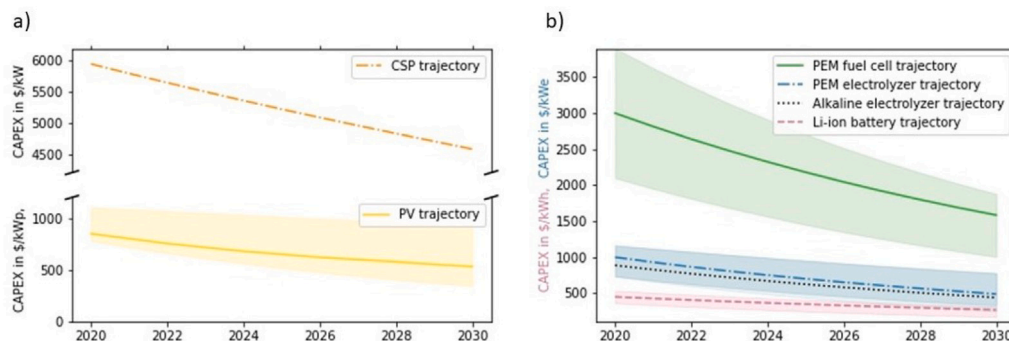 a)
CAPEX in $/kW
6000
5500
5000
4500
CSP trajectory
CAPEX in $/kWp,
1000
500
0
PV trajectory
2020 2022 2024 2026 2028 2030
b)
CAPEX in $/kWh, CAPEX in $/kWe
3500
3000
2500
2000
1500
1000
500
PEM fuel cell trajectory
PEM electrolyzer trajectory
Alkaline electrolyzer trajectory
Li-ion battery trajectory
2020 2022 2024 2026 2028 2030